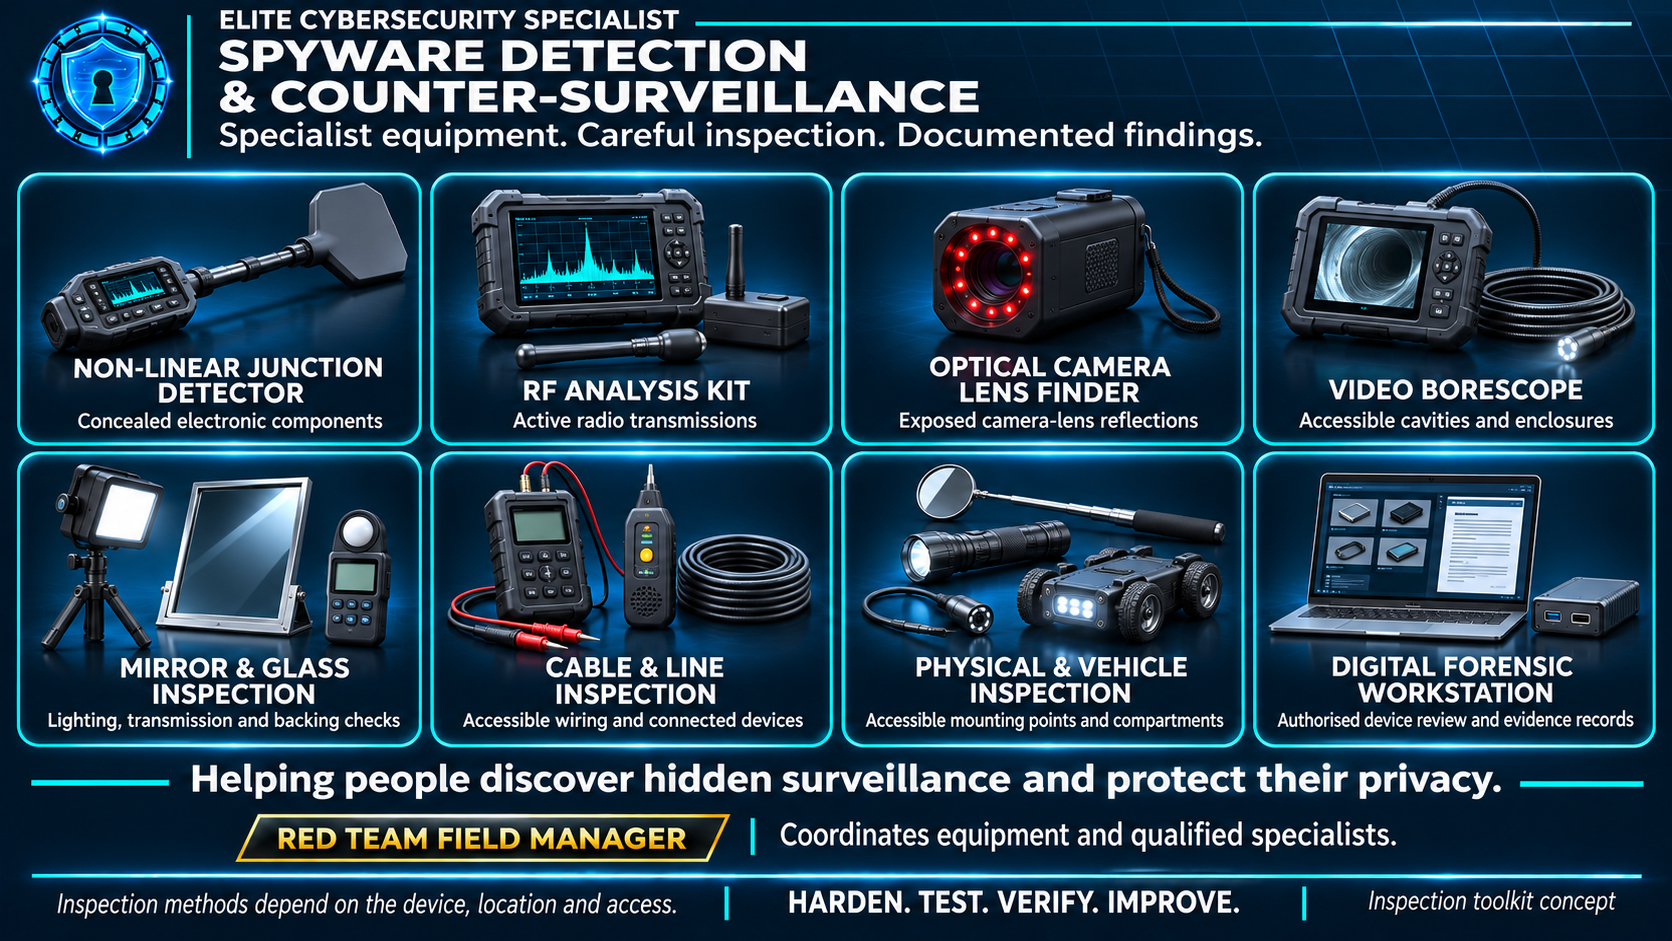 ELITE CYBERSECURITY SPECIALIST
SPYWARE DETECTION
& COUNTER-SURVEILLANCE
Specialist equipment. Careful inspection. Documented findings.
NON-LINEAR JUNCTION
DETECTOR
Concealed electronic components
RF ANALYSIS KIT
Active radio transmissions
OPTICAL CAMERA
LENS FINDER
Exposed camera-lens reflections
VIDEO BORESCOPE
Accessible cavities and enclosures
MIRROR & GLASS
INSPECTION
Lighting, transmission and backing checks
CABLE & LINE
INSPECTION
Accessible wiring and connected devices
PHYSICAL & VEHICLE
INSPECTION
Accessible mounting points and compartments
DIGITAL FORENSIC
WORKSTATION
Authorised device review and evidence records
Helping people discover hidden surveillance and protect their privacy.
RED TEAM FIELD MANAGER
Coordinates equipment and qualified specialists.
Inspection methods depend on the device, location and access.
HARDEN. TEST. VERIFY. IMPROVE.
Inspection toolkit concept